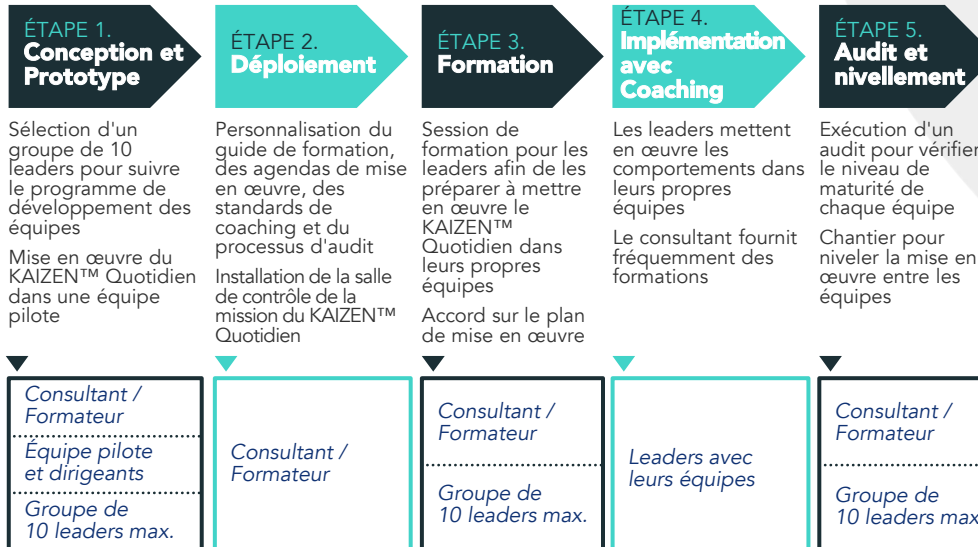 ÉTAPE 1.
Conception et
Prototype
Sélection d'un
groupe de 10
leaders pour suivre
le programme de
développement des
équipes
Mise en œuvre du
KAIZEN™ Quotidien
dans une équipe
pilote
Consultant /
Formateur
Équipe pilote
et dirigeants
Groupe de
10 leaders max.
ÉTAPE 2.
Déploiement
Personnalisation du
guide de formation,
des agendas de mise
en œuvre, des
standards de
coaching et du
processus d'audit
Installation de la salle
de contrôle de la
mission du KAIZEN™
Quotidien
Consultant /
Formateur
ÉTAPE 3.
Formation
Session de
formation pour les
leaders afin de les
préparer à mettre
en œuvre le
KAIZEN™
Quotidien dans
leurs propres
équipes
Accord sur le plan
de mise en œuvre
Consultant /
Formateur
Groupe de
10 leaders max.
ÉTAPE 4.
Implémentation
avec
Coaching
Les leaders mettent
en œuvre les
comportements dans
leurs propres
équipes
Le consultant fournit
fréquemment des
formations
Leaders avec
leurs équipes
ÉTAPE 5.
Audit et
nivellement
Exécution d'un
audit pour vérifier
le niveau de
maturité de
chaque équipe
Chantier pour
niveler la mise en
œuvre entre les
équipes
Consultant /
Formateur
Groupe de
10 leaders max